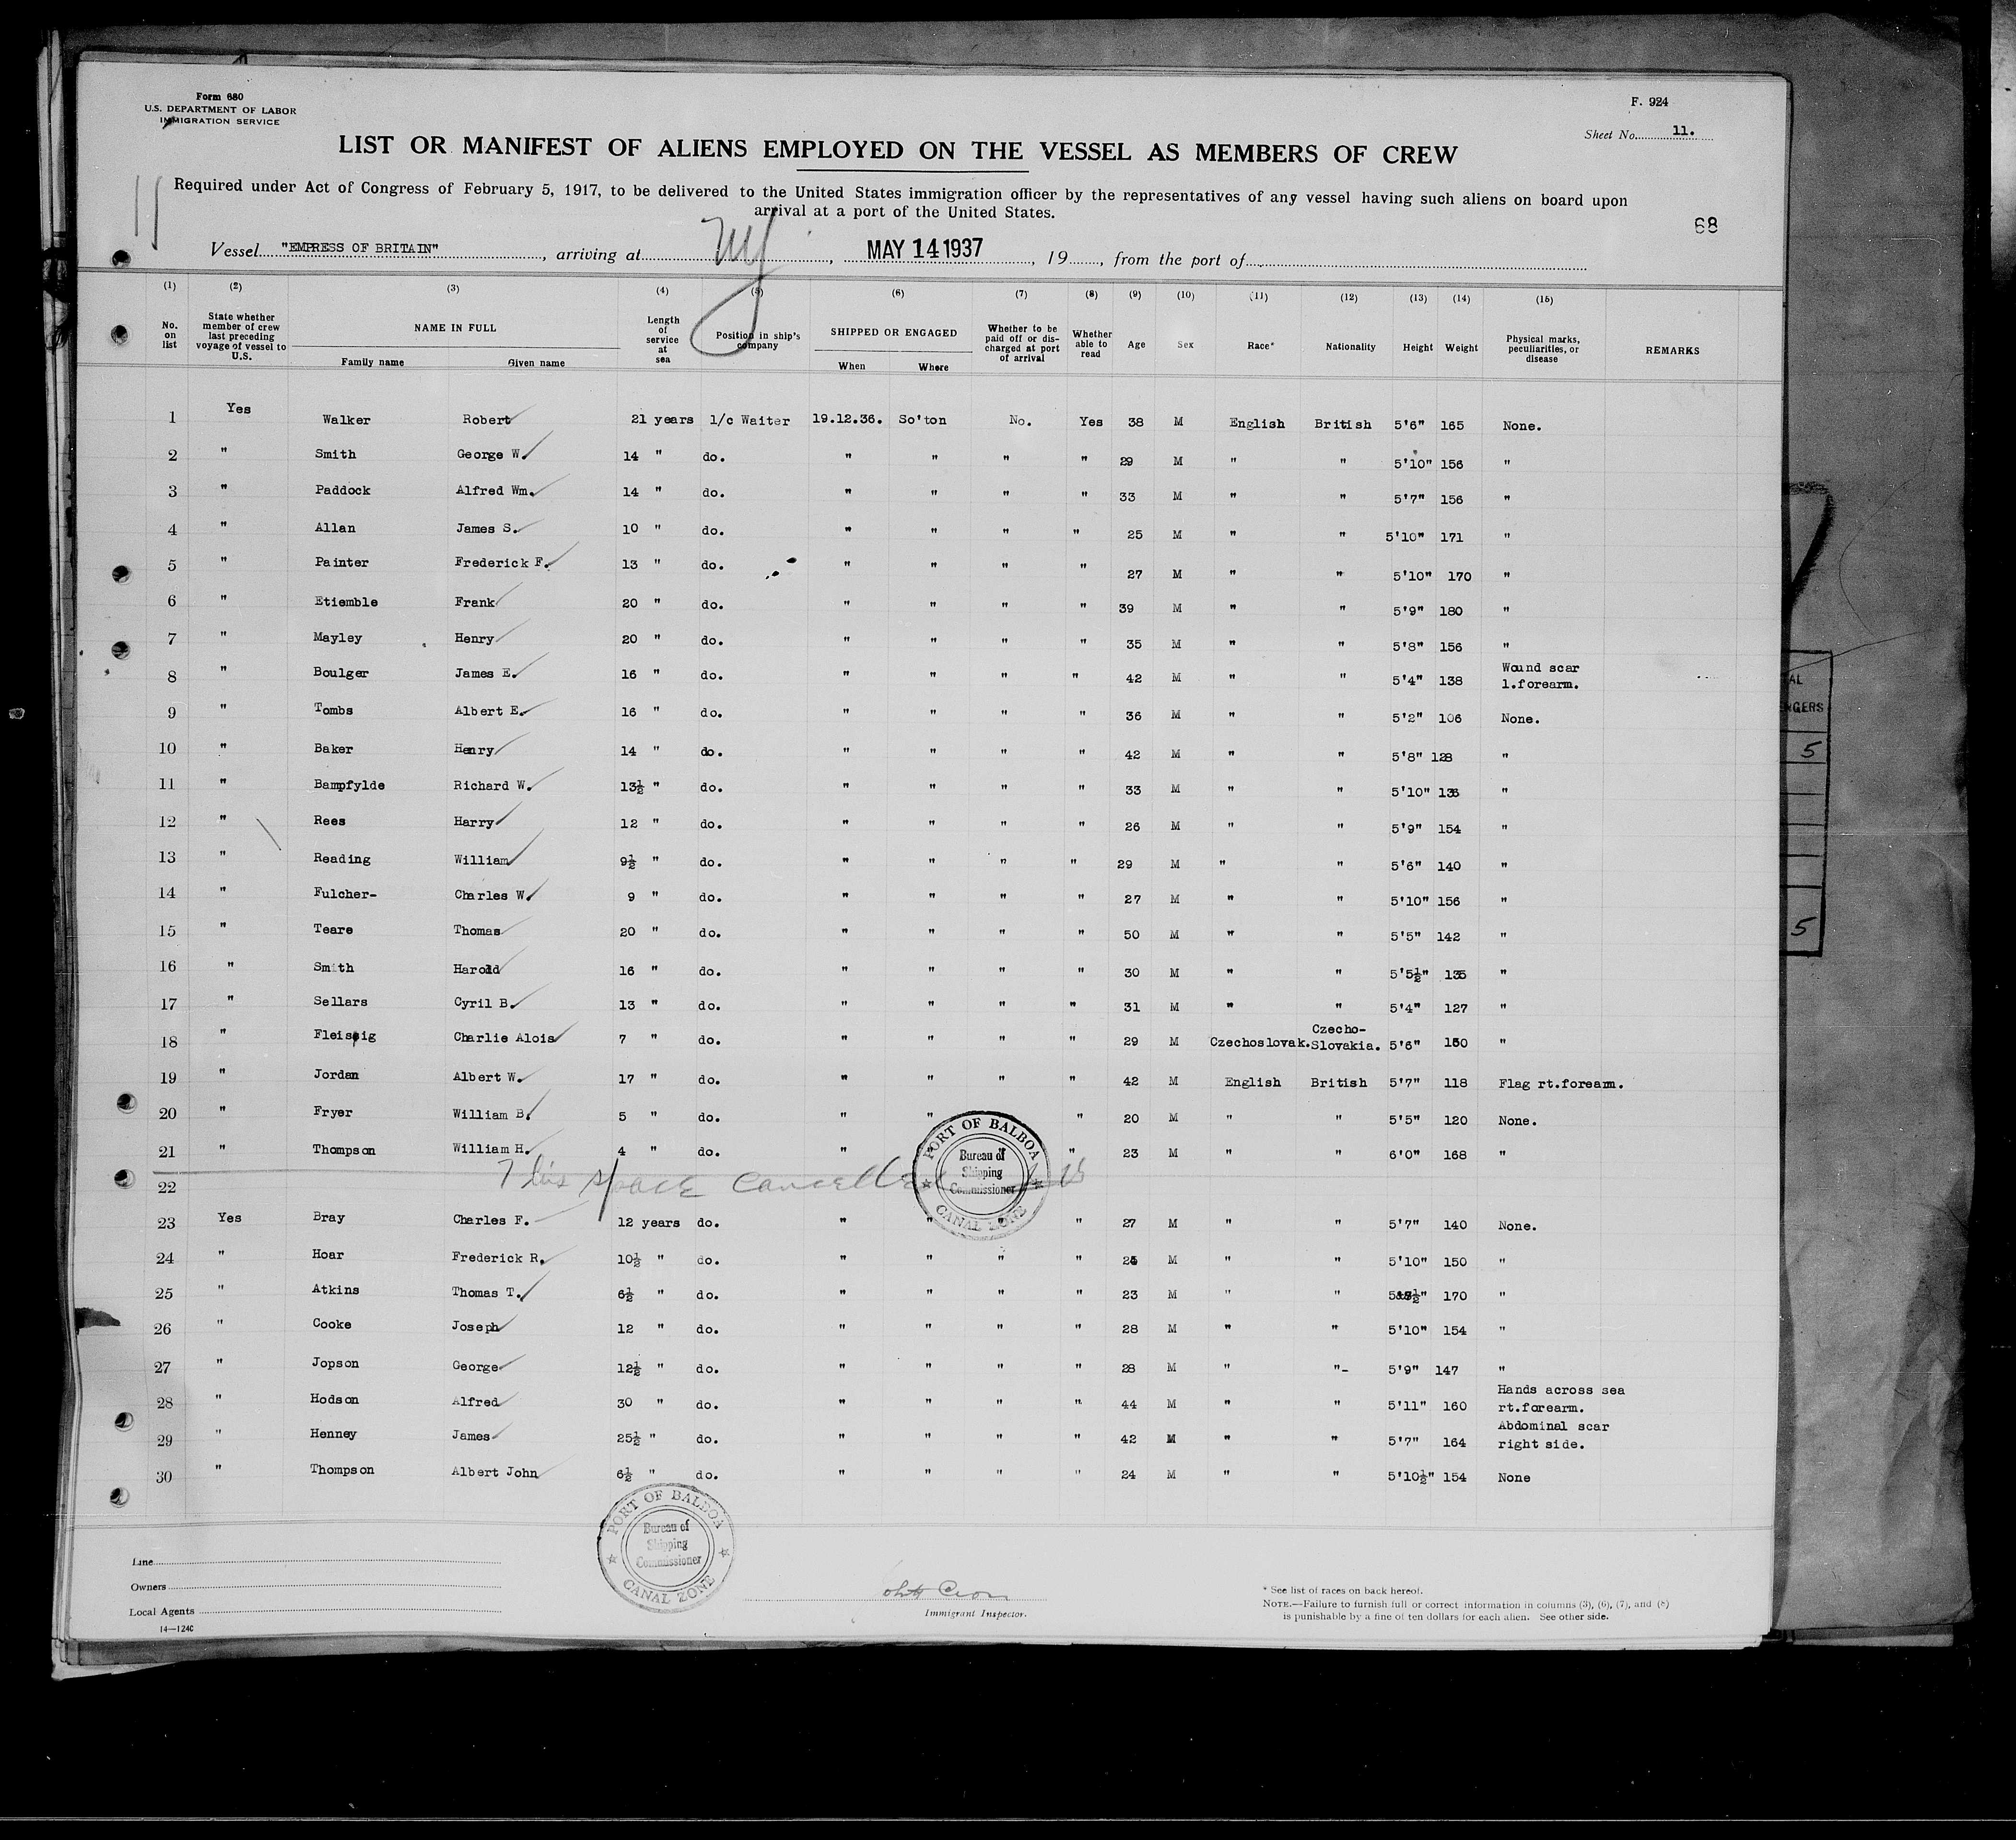 Form 680
U.S. DEPARTMENT OF LABOR
IMMIGRATION SERVICE
F. 924
Sheet No. 11.
LIST OR MANIFEST OF ALIENS EMPLOYED ON THE VESSEL AS MEMBERS OF CREW
Required under Act of Congress of February 5, 1917, to be delivered to the United States immigration officer by the representatives of any vessel having such aliens on board upon
arrival at a port of the United States.
11
68
Vessel "EMPRESS OF BRITAIN", arriving at NY, MAY 14 1937, 19, from the port of
(1) (2) (3) (4) (5) (6) (7) (8) (9) (10) (11) (12) (13) (14) (15)
No. on list | State whether member of crew last preceding voyage of vessel to U.S. | NAME IN FULL Family name Given name | Length of service at sea | Position in ship's company | SHIPPED OR ENGAGED When Where | Whether to be paid off or discharged at port of arrival | Whether able to read | Age | Sex | Race* | Nationality | Height | Weight | Physical marks, peculiarities, or disease | REMARKS
1 Yes Walker Robert 21 years 1/c Waiter 19.12.36. So'ton No. Yes 38 M English British 5'6" 165 None.
2 " Smith George W. 14 " do. " " " " 29 M " " 5'10" 156 "
3 " Paddock Alfred Wm. 14 " do. " " " " 33 M " " 5'7" 156 "
4 " Allan James S. 10 " do. " " " " 25 M " " 5'10" 171 "
5 " Painter Frederick F. 13 " do. " " " " 27 M " " 5'10" 170 "
6 " Etiemble Frank 20 " do. " " " " 39 M " " 5'9" 180 "
7 " Mayley Henry 20 " do. " " " " 35 M " " 5'8" 156 "
8 " Boulger James E. 16 " do. " " " " 42 M " " 5'4" 138 Wound scar l.forearm.
9 " Tombs Albert E. 16 " do. " " " " 36 M " " 5'2" 106 None.
10 " Baker Henry 14 " do. " " " " 42 M " " 5'8" 128 "
11 " Bampfylde Richard W. 13½ " do. " " " " 33 M " " 5'10" "
12 " Rees Harry 12 " do. " " " " 26 M " " 5'9" 154 "
13 " Reading William 9½ " do. " " " " 29 M " " 5'6" 140 "
14 " Fulcher- Charles W. 9 " do. " " " " 27 M " " 5'10" 156 "
15 " Teare Thomas 20 " do. " " " " 50 M " " 5'5" 142 "
16 " Smith Harold 16 " do. " " " " 30 M " " 5'5½" 135 "
17 " Sellars Cyril B. 13 " do. " " " " 31 M " " 5'4" 127 "
18 " Fleissig Charlie Alois 7 " do. " " " " 29 M Czechoslovak. Czecho-Slovakia. 5'6" 150 "
19 " Jordan Albert W. 17 " do. " " " " 42 M English British 5'7" 118 Flag rt.forearm.
20 " Fryer William B. 5 " do. " " " 20 M " " 5'5" 120 None.
21 " Thompson William H. 4 " do. " " " 23 M " " 6'0" 168 "
22 This space cancelled
PORT OF BALBOA
Bureau of
Shipping
Commissioner
CANAL ZONE
23 Yes Bray Charles F. 12 years do. " " " " 27 M " " 5'7" 140 None.
24 " Hoar Frederick R. 10½ " do. " " " " M " " 5'10" 150 "
25 " Atkins Thomas T. 6½ " do. " " " " 23 M " " 170 "
26 " Cooke Joseph 12 " do. " " " " 28 M " " 5'10" 154 "
27 " Jopson George 12½ " do. " " " " 28 M " "- 5'9" 147 "
28 " Hodson Alfred 30 " do. " " " " 44 M " " 5'11" 160 Hands across sea rt.forearm.
29 " Henney James 25½ " do. " " " " 42 M " " 5'7" 164 Abdominal scar right side.
30 " Thompson Albert John 6½ " do. " " " " 24 M " " 5'10½" 154 None
PORT OF BALBOA
Bureau of
Shipping
Commissioner
CANAL ZONE
Line
Owners
Local Agents
14—124C
Immigrant Inspector.
* See list of races on back hereof.
NOTE.—Failure to furnish full or correct information in columns (3), (6), (7), and (8)
is punishable by a fine of ten dollars for each alien. See other side.
5
5